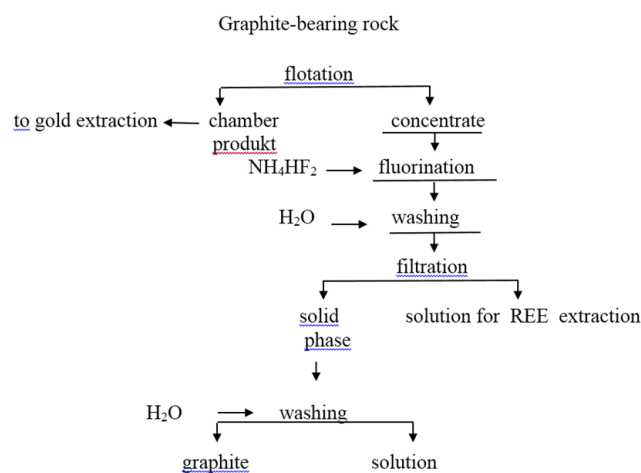 Graphite-bearing rock
flotation
to gold extraction chamber concentrate
produkt
NH₄HF₂ fluorination
H₂O washing
filtration
solid solution for REE extraction
phase
H₂O washing
graphite solution